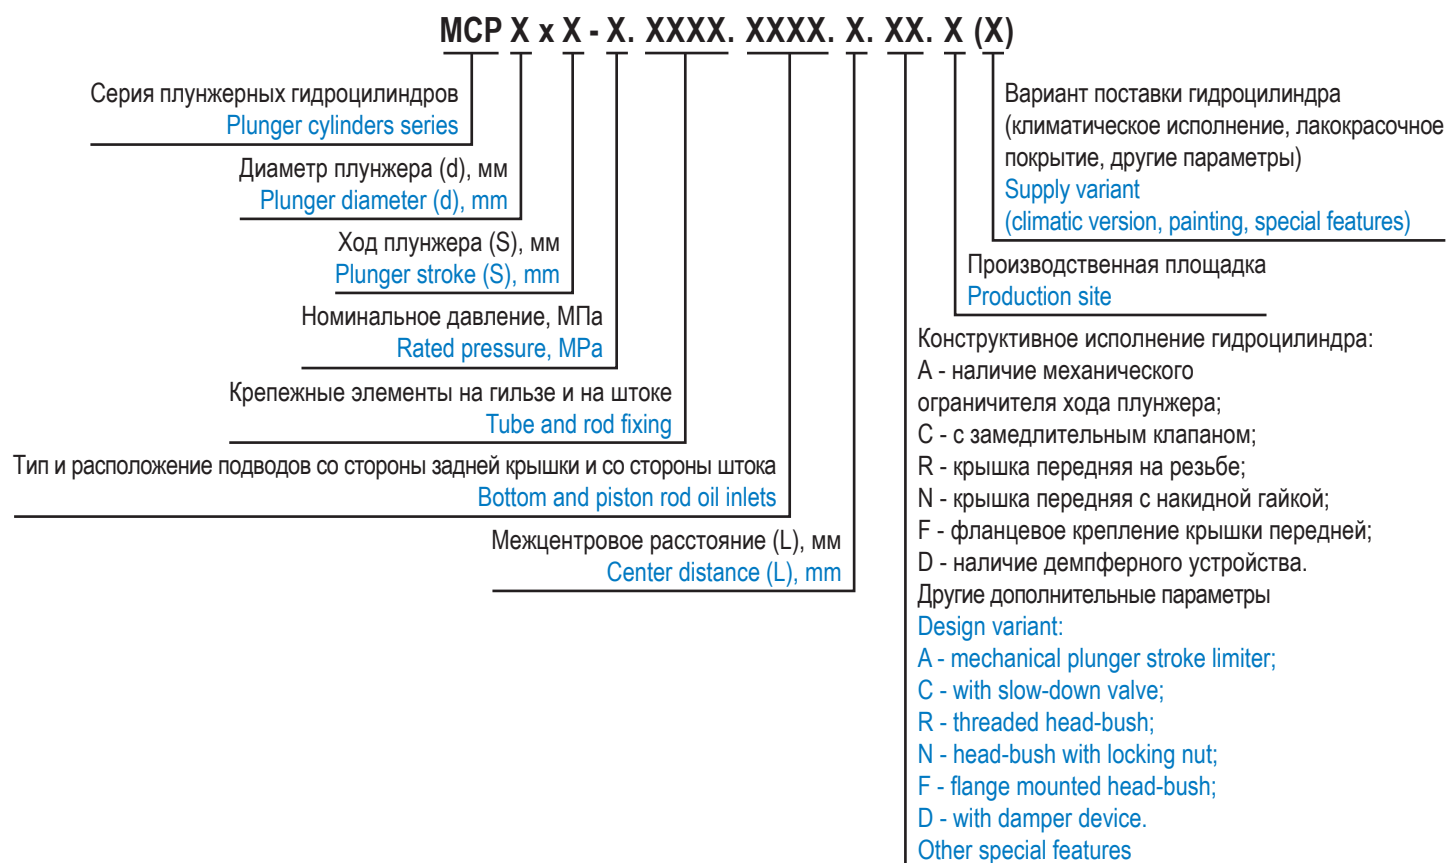 MCP X x X - X. XXXX. XXXX. X. XX. X (X)
Серия плунжерных гидроцилиндров
Plunger cylinders series
Диаметр плунжера (d), мм
Plunger diameter (d), mm
Ход плунжера (S), мм
Plunger stroke (S), mm
Номинальное давление, МПа
Rated pressure, MPa
Крепежные элементы на гильзе и на штоке
Tube and rod fixing
Тип и расположение подводов со стороны задней крышки и со стороны штока
Bottom and piston rod oil inlets
Межцентровое расстояние (L), мм
Center distance (L), mm
Вариант поставки гидроцилиндра
(климатическое исполнение, лакокрасочное
покрытие, другие параметры)
Supply variant
(climatic version, painting, special features)
Производственная площадка
Production site
Конструктивное исполнение гидроцилиндра:
A - наличие механического
ограничителя хода плунжера;
C - с замедлительным клапаном;
R - крышка передняя на резьбе;
N - крышка передняя с накидной гайкой;
F - фланцевое крепление крышки передней;
D - наличие демпферного устройства.
Другие дополнительные параметры
Design variant:
A - mechanical plunger stroke limiter;
C - with slow-down valve;
R - threaded head-bush;
N - head-bush with locking nut;
F - flange mounted head-bush;
D - with damper device.
Other special features